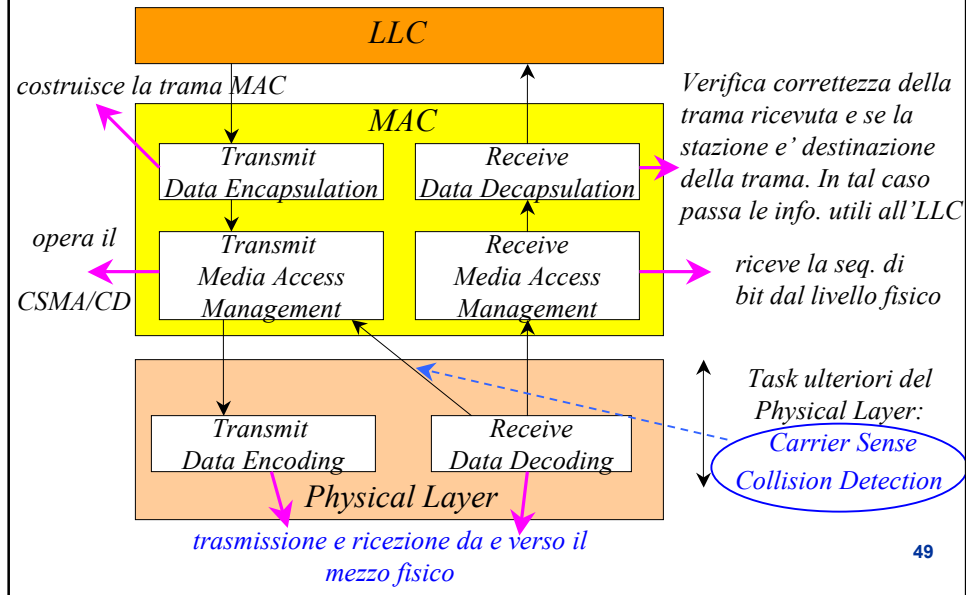 LLC
costruisce la trama MAC
MAC
Transmit
Data Encapsulation
Receive
Data Decapsulation
Verifica correttezza della
trama ricevuta e se la
stazione e' destinazione
della trama. In tal caso
passa le info. utili all'LLC
opera il
CSMA/CD
Transmit
Media Access
Management
Receive
Media Access
Management
riceve la seq. di
bit dal livello fisico
Transmit
Data Encoding
Receive
Data Decoding
Physical Layer
Task ulteriori del
Physical Layer:
Carrier Sense
Collision Detection
trasmissione e ricezione da e verso il
mezzo fisico
49